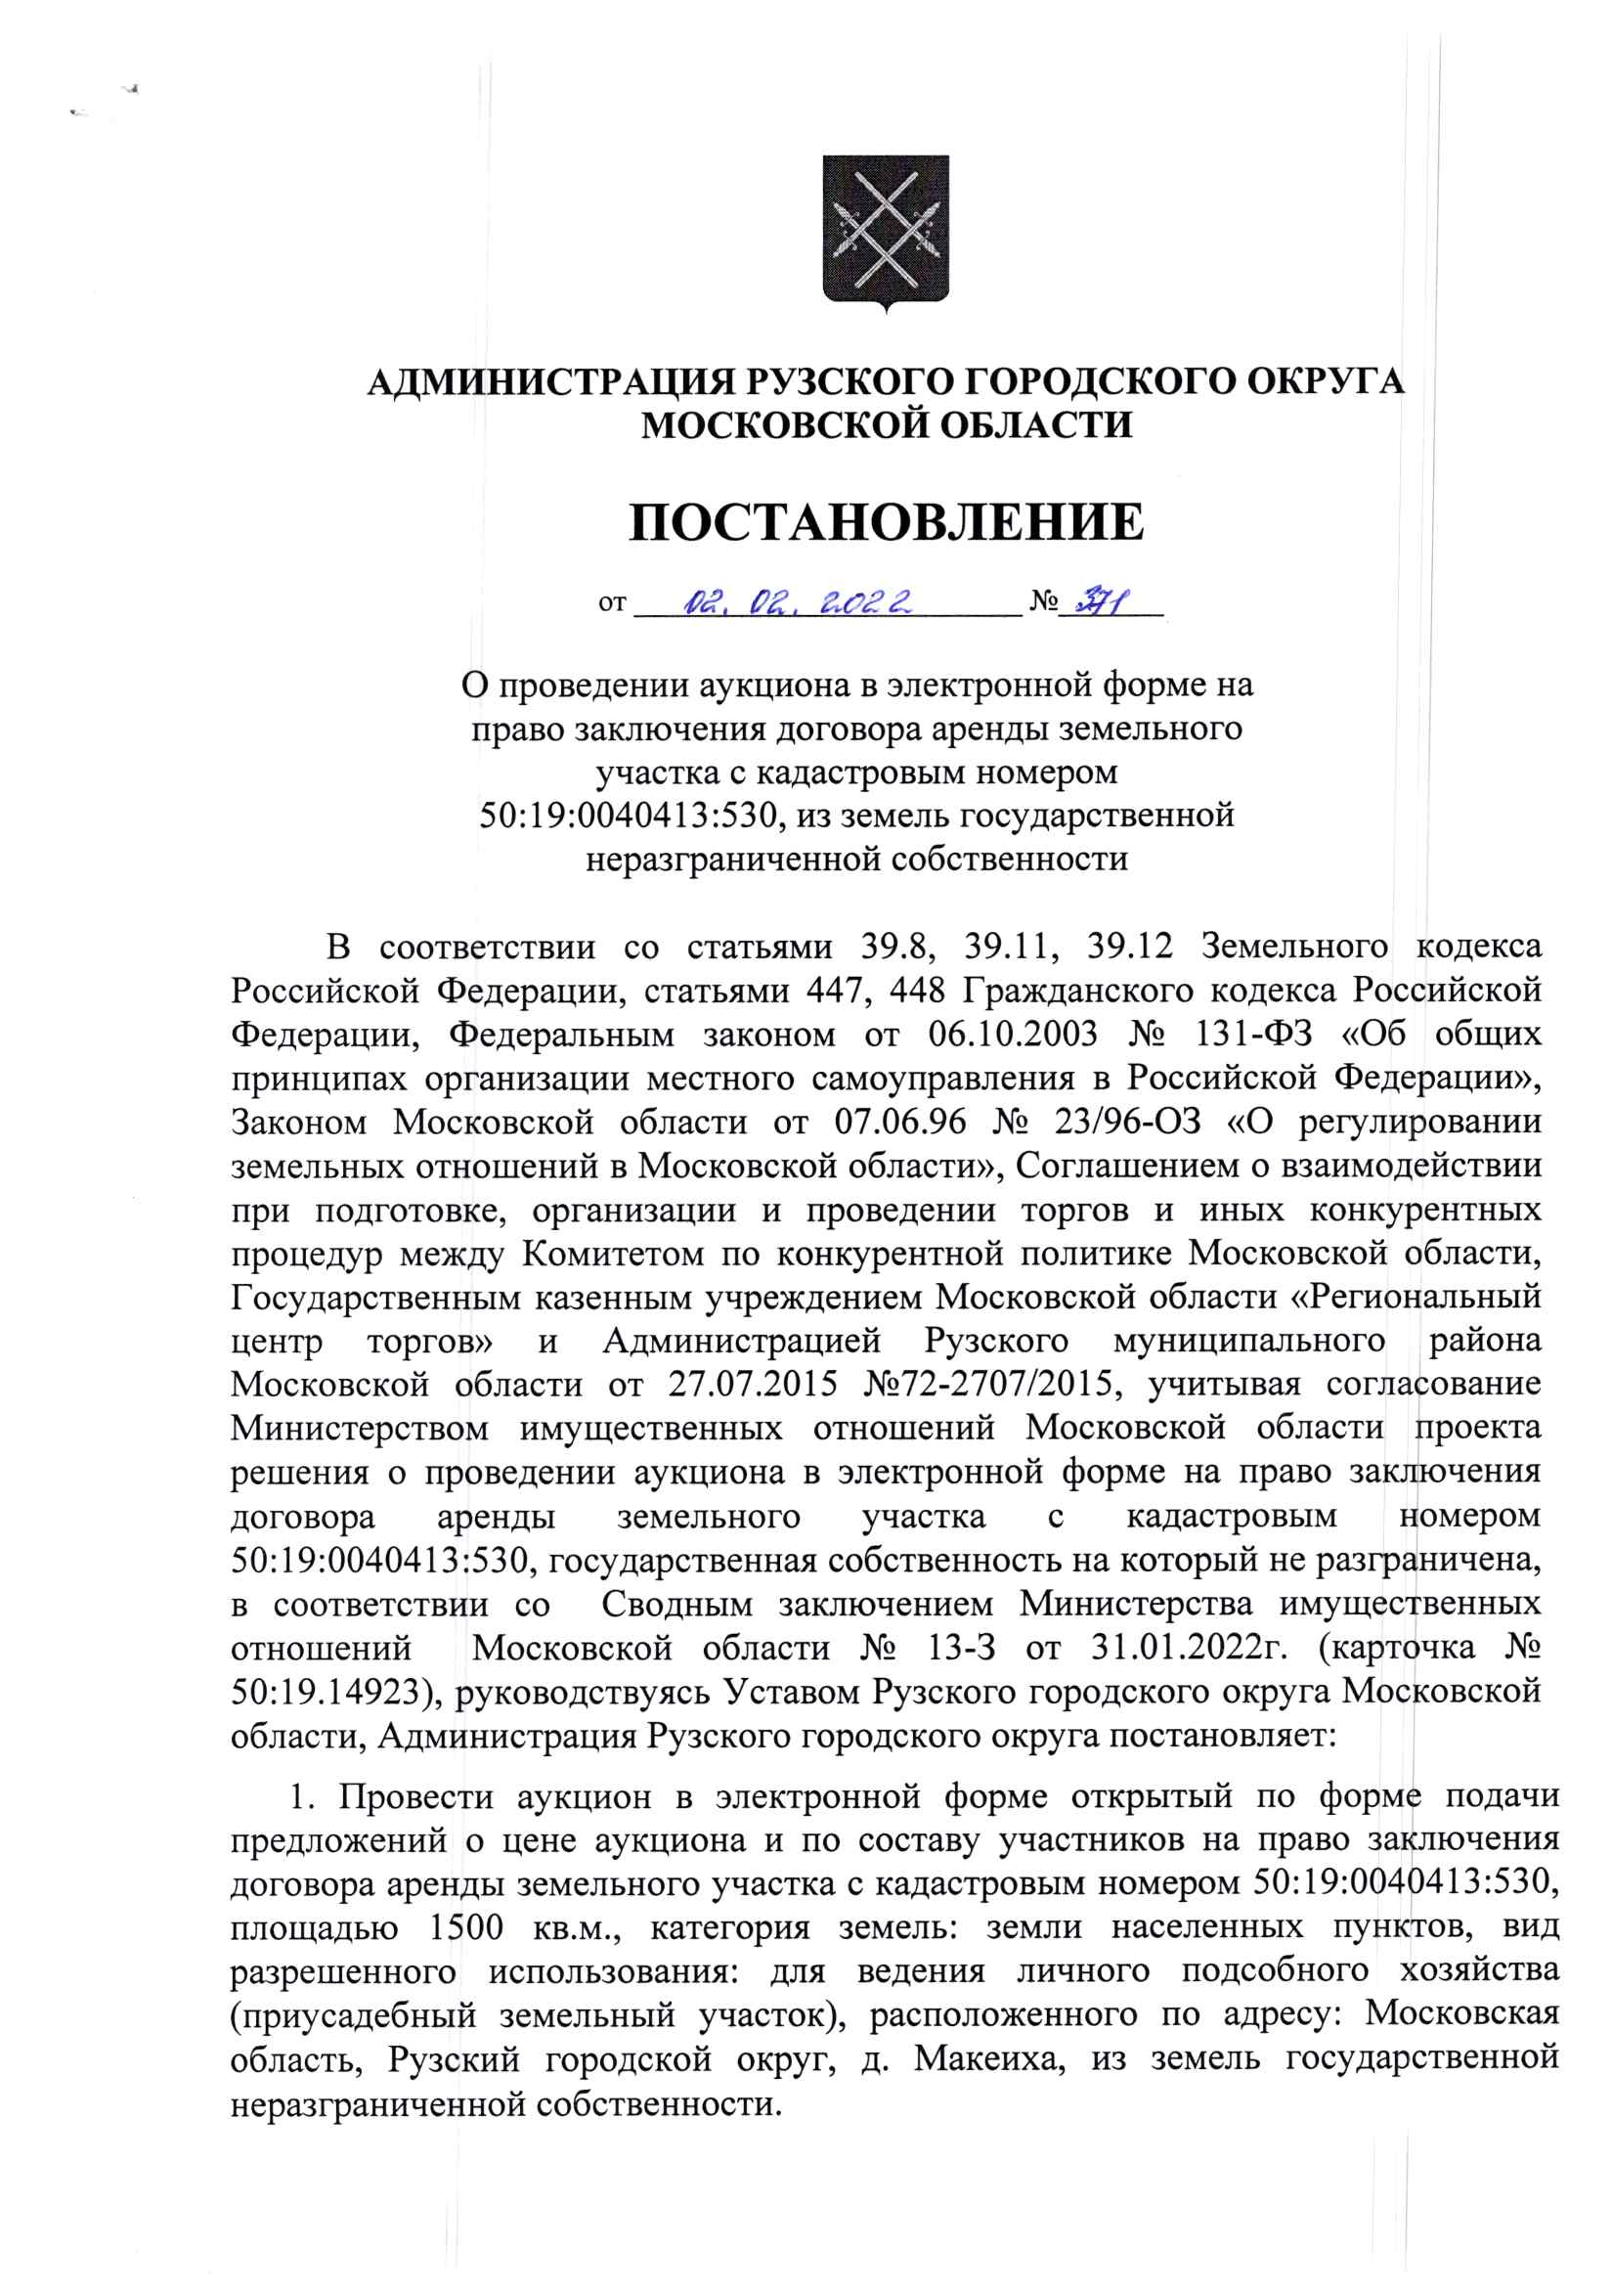 АДМИНИСТРАЦИЯ РУЗСКОГО ГОРОДСКОГО ОКРУГА
МОСКОВСКОЙ ОБЛАСТИ
ПОСТАНОВЛЕНИЕ
от 02.02.2022 №
О проведении аукциона в электронной форме на
право заключения договора аренды земельного
участка с кадастровым номером
50:19:0040413:530, из земель государственной
неразграниченной собственности
В соответствии со статьями 39.8, 39.11, 39.12 Земельного кодекса
Российской Федерации, статьями 447, 448 Гражданского кодекса Российской
Федерации, Федеральным законом от 06.10.2003 № 131-ФЗ «Об общих
принципах организации местного самоуправления в Российской Федерации»,
Законом Московской области от 07.06.96 № 23/96-ОЗ «О регулировании
земельных отношений в Московской области», Соглашением о взаимодействии
при подготовке, организации и проведении торгов и иных конкурентных
процедур между Комитетом по конкурентной политике Московской области,
Государственным казенным учреждением Московской области «Региональный
центр торгов» и Администрацией Рузского муниципального района
Московской области от 27.07.2015 №72-2707/2015, учитывая согласование
Министерством имущественных отношений Московской области проекта
решения о проведении аукциона в электронной форме на право заключения
договора аренды земельного участка с кадастровым номером
50:19:0040413:530, государственная собственность на который не разграничена,
в соответствии со Сводным заключением Министерства имущественных
отношений Московской области № 13-З от 31.01.2022г. (карточка №
50:19.14923), руководствуясь Уставом Рузского городского округа Московской
области, Администрация Рузского городского округа постановляет:
1. Провести аукцион в электронной форме открытый по форме подачи
предложений о цене аукциона и по составу участников на право заключения
договора аренды земельного участка с кадастровым номером 50:19:0040413:530,
площадью 1500 кв.м., категория земель: земли населенных пунктов, вид
разрешенного использования: для ведения личного подсобного хозяйства
(приусадебный земельный участок), расположенного по адресу: Московская
область, Рузский городской округ, д. Макеиха, из земель государственной
неразграниченной собственности.